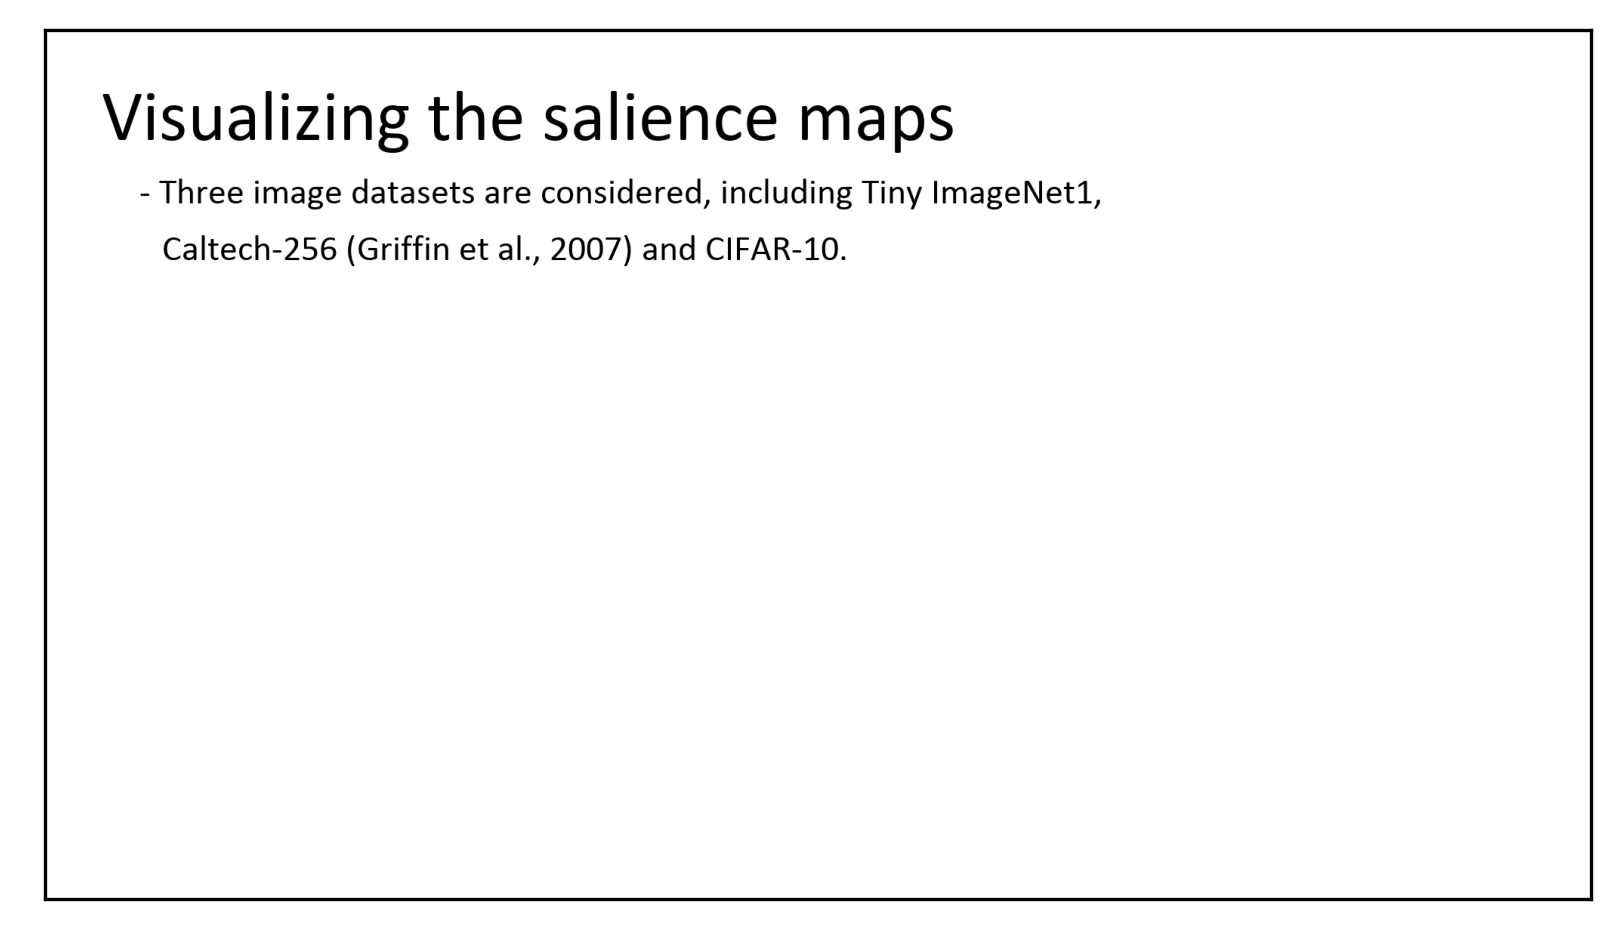 Visualizing the salience maps
- Three image datasets are considered, including Tiny ImageNet1,
Caltech-256 (Griffin et al., 2007) and CIFAR-10.